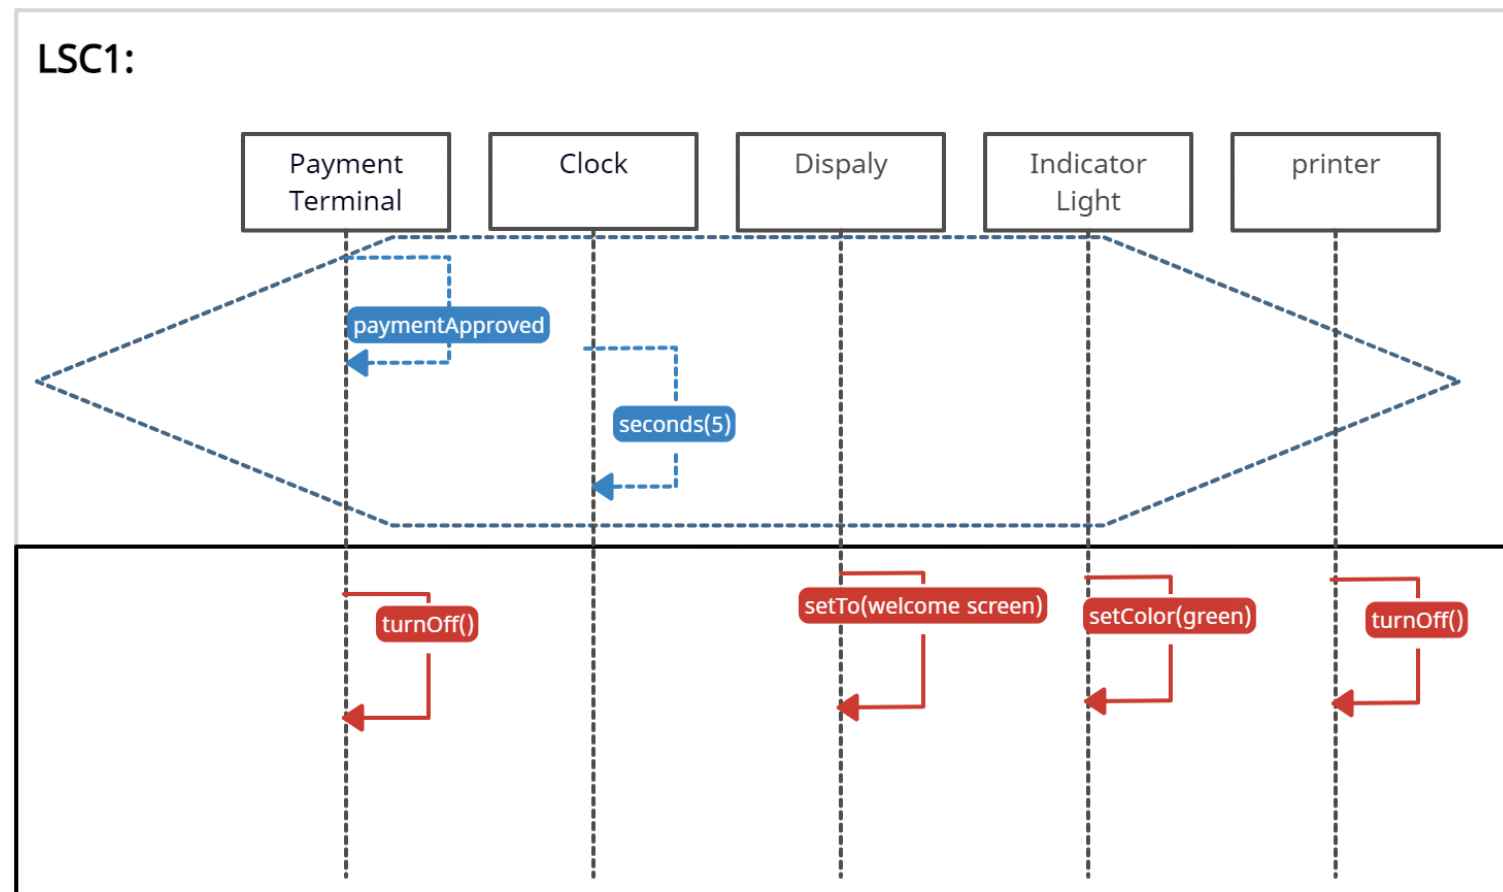 LSC1:
Payment
Terminal
Clock
Dispaly
Indicator
Light
printer
paymentApproved
seconds(5)
turnOff()
setTo(welcome screen)
setColor(green)
turnOff()